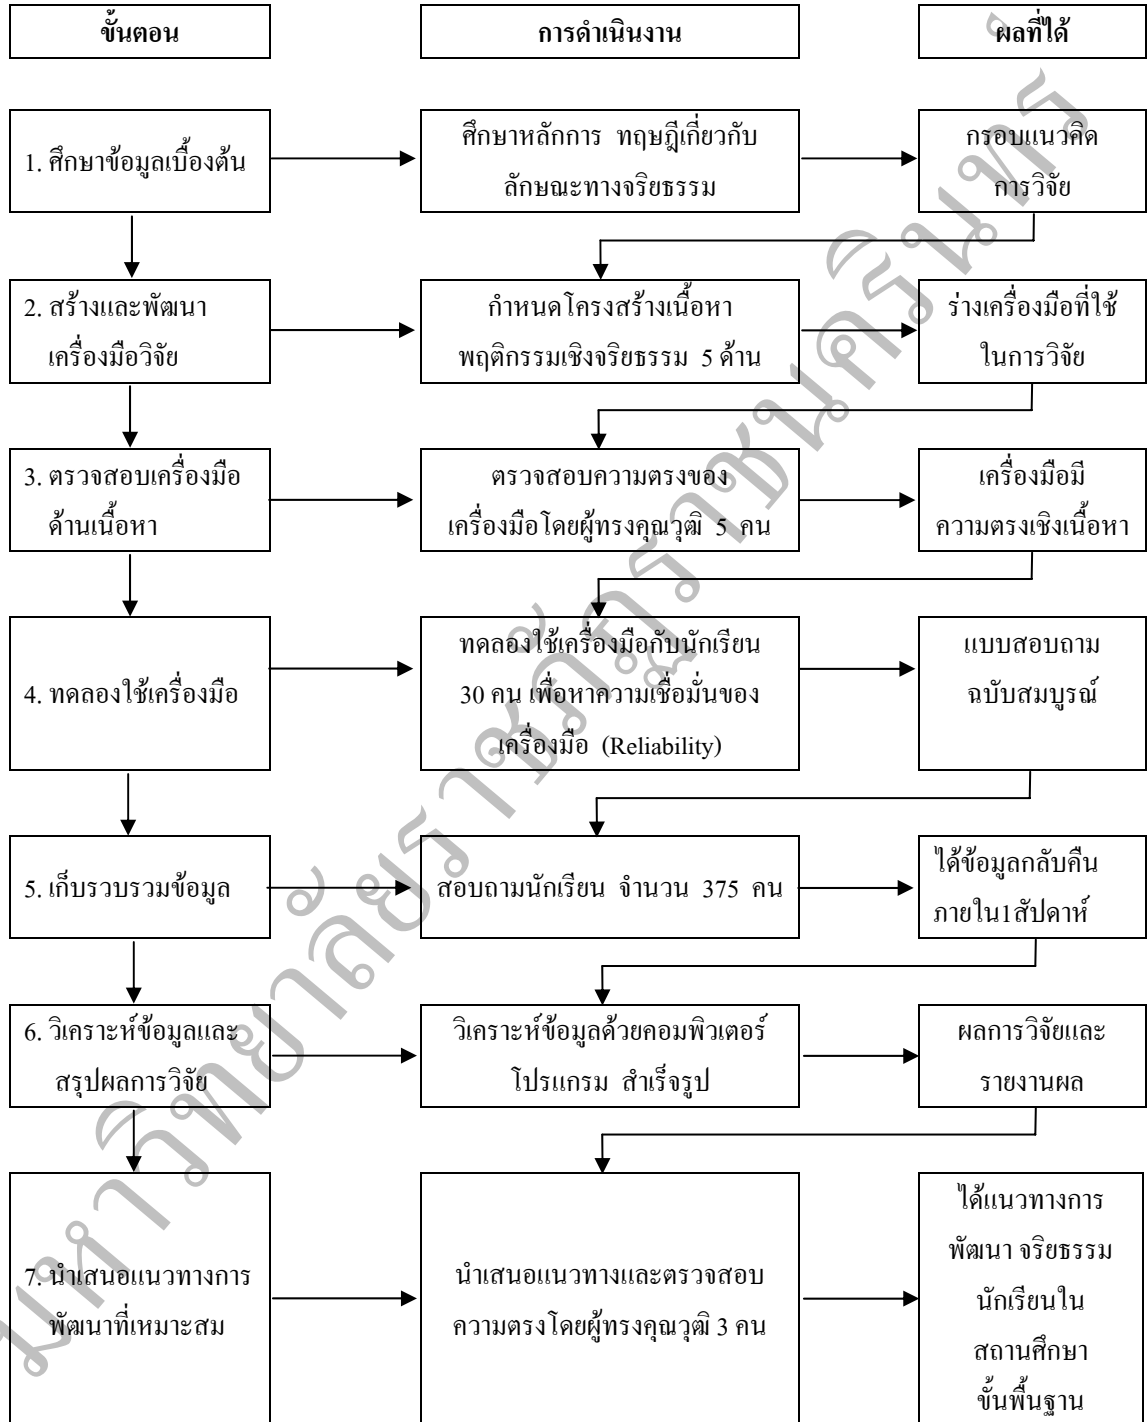 ขั้นตอน
การดำเนินงาน
ผลที่ได้
1. ศึกษาข้อมูลเบื้องต้น
ศึกษาหลักการ ทฤษฎีเกี่ยวกับ
ลักษณะทางจริยธรรม
กรอบแนวคิด
การวิจัย
2. สร้างและพัฒนา
เครื่องมือวิจัย
กำหนดโครงสร้างเนื้อหา
พฤติกรรมเชิงจริยธรรม 5 ด้าน
ร่างเครื่องมือที่ใช้
ในการวิจัย
3. ตรวจสอบเครื่องมือ
ด้านเนื้อหา
ตรวจสอบความตรงของ
เครื่องมือโดยผู้ทรงคุณวุฒิ 5 คน
เครื่องมือมี
ความตรงเชิงเนื้อหา
4. ทดลองใช้เครื่องมือ
ทดลองใช้เครื่องมือกับนักเรียน
30 คน เพื่อหาความเชื่อมั่นของ
เครื่องมือ (Reliability)
แบบสอบถาม
ฉบับสมบูรณ์
5. เก็บรวบรวมข้อมูล
สอบถามนักเรียน จำนวน 375 คน
ได้ข้อมูลกลับคืน
ภายใน1สัปดาห์
6. วิเคราะห์ข้อมูลและ
สรุปผลการวิจัย
วิเคราะห์ข้อมูลด้วยคอมพิวเตอร์
โปรแกรม สำเร็จรูป
ผลการวิจัยและ
รายงานผล
7. นำเสนอแนวทางการ
พัฒนาที่เหมาะสม
นำเสนอแนวทางและตรวจสอบ
ความตรงโดยผู้ทรงคุณวุฒิ 3 คน
ได้แนวทางการ
พัฒนา จริยธรรม
นักเรียนใน
สถานศึกษา
ขั้นพื้นฐาน
มหาวิทยาลัยราชภัฏราชนครินทร์